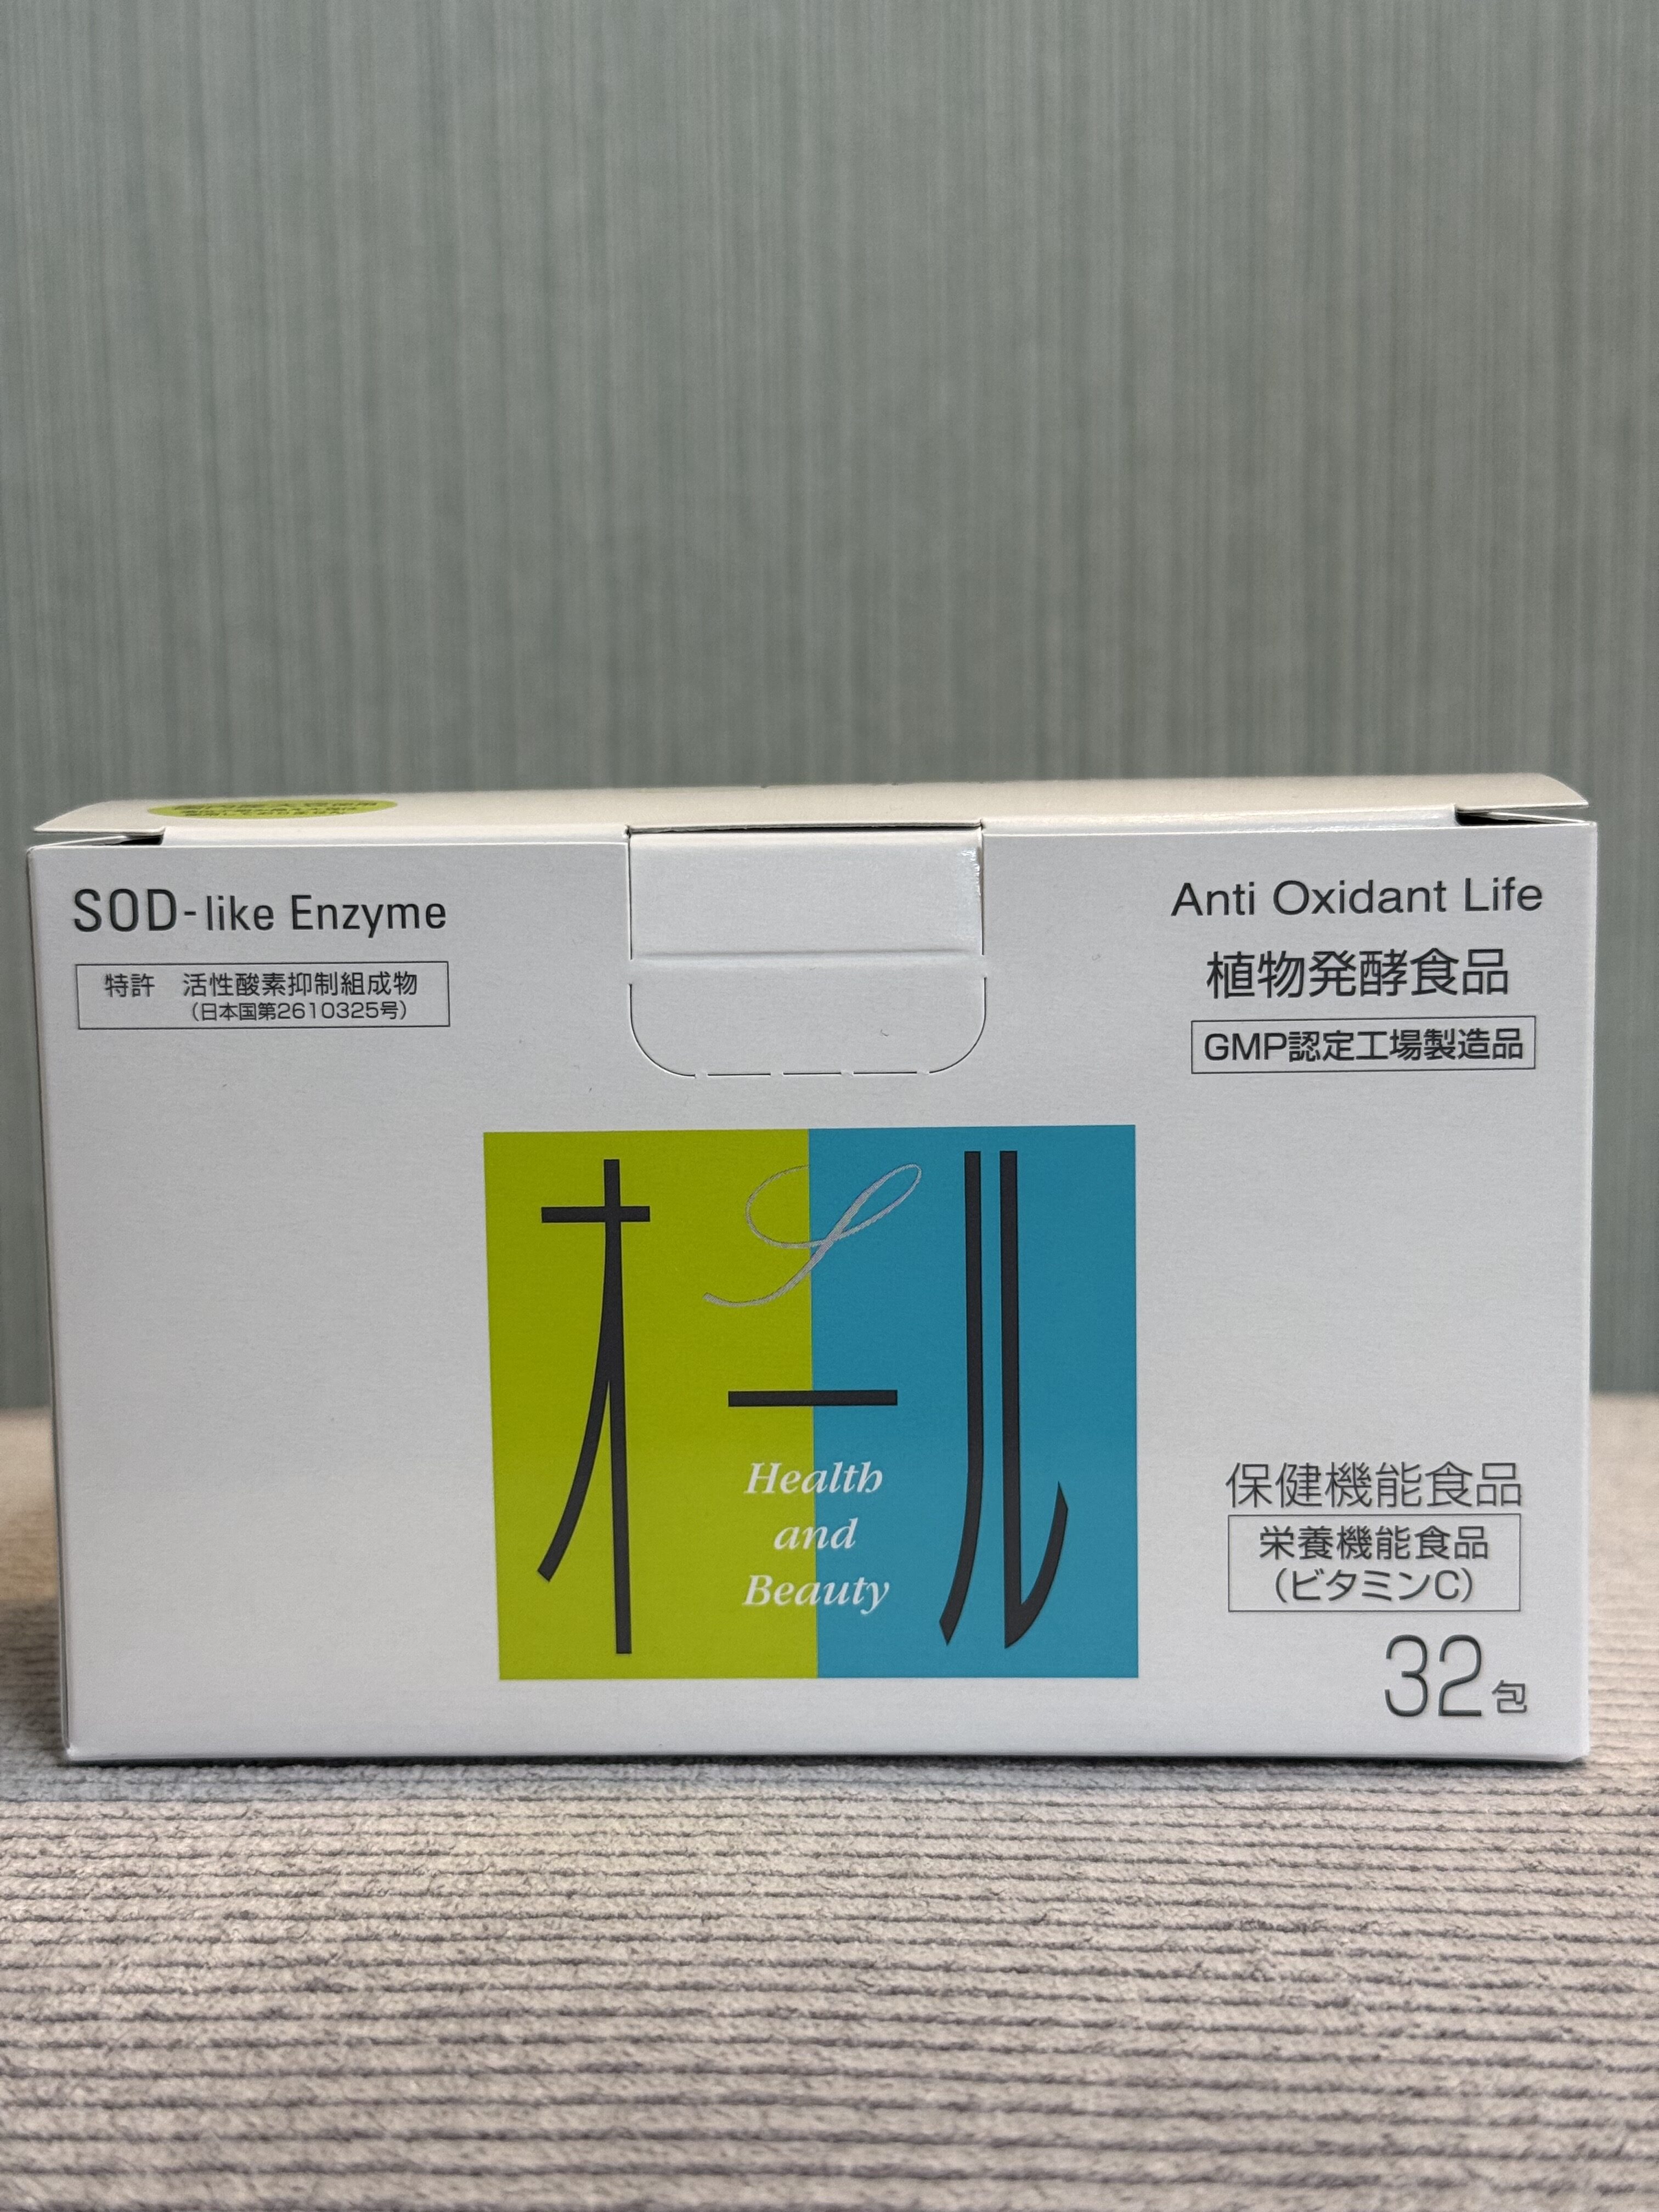 SOD-like Enzyme
特許 活性酸素抑制組成物
(日本国第2610325号)
Anti Oxidant Life
植物発酵食品
GMP認定工場製造品
オール
Health
and
Beauty
保健機能食品
栄養機能食品
(ビタミンC)
32包